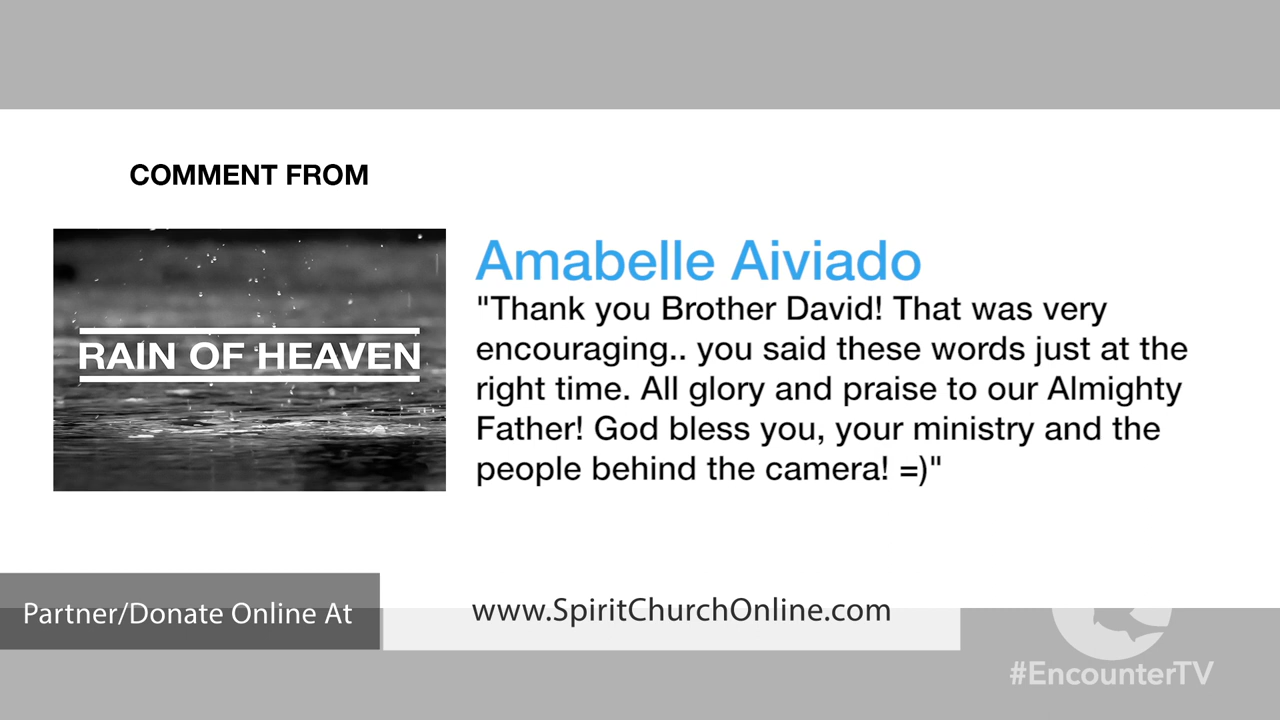 COMMENT FROM
RAIN OF HEAVEN
Amabelle Aiviado
"Thank you Brother David! That was very
encouraging.. you said these words just at the
right time. All glory and praise to our Almighty
Father! God bless you, your ministry and the
people behind the camera! =)"
Partner/Donate Online At
www.SpiritChurchOnline.com
#EncounterTV